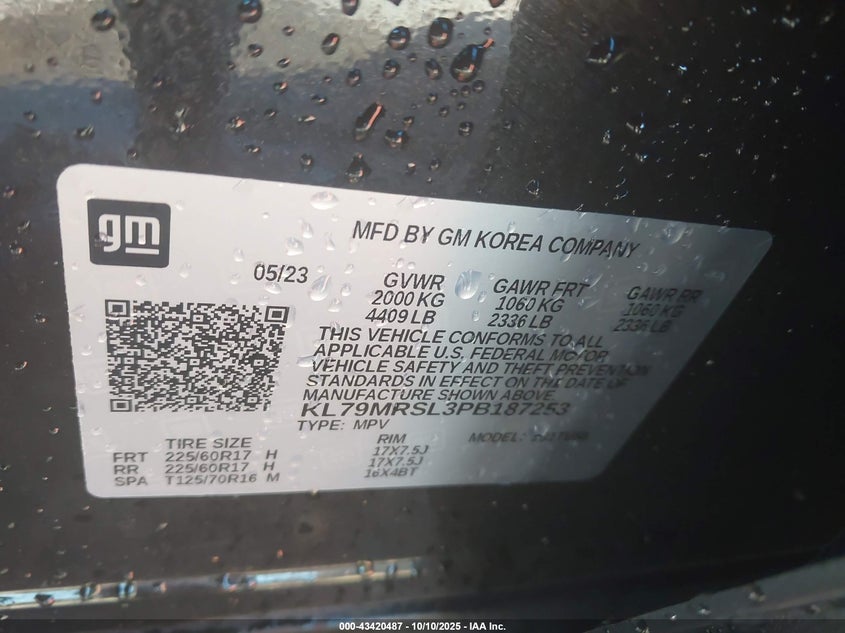 gm
MFD BY GM KOREA COMPANY
05/23
GVWR GAWR FRT GAWR RR
2000 KG 1060 KG 1060 KG
4409 LB 2336 LB 2336 LB
THIS VEHICLE CONFORMS TO ALL
APPLICABLE U.S. FEDERAL MOTOR
VEHICLE SAFETY AND THEFT PREVENTION
STANDARDS IN EFFECT ON THE DATE OF
MANUFACTURE SHOWN ABOVE.
KL79MRSL3PB187253
TYPE: MPV MODEL:
TIRE SIZE RIM
FRT 225/60R17 H 17X7.5J
RR 225/60R17 H 17X7.5J
SPA T125/70R16 M 16X4BT
000-43420487 - 10/10/2025 - IAA Inc.